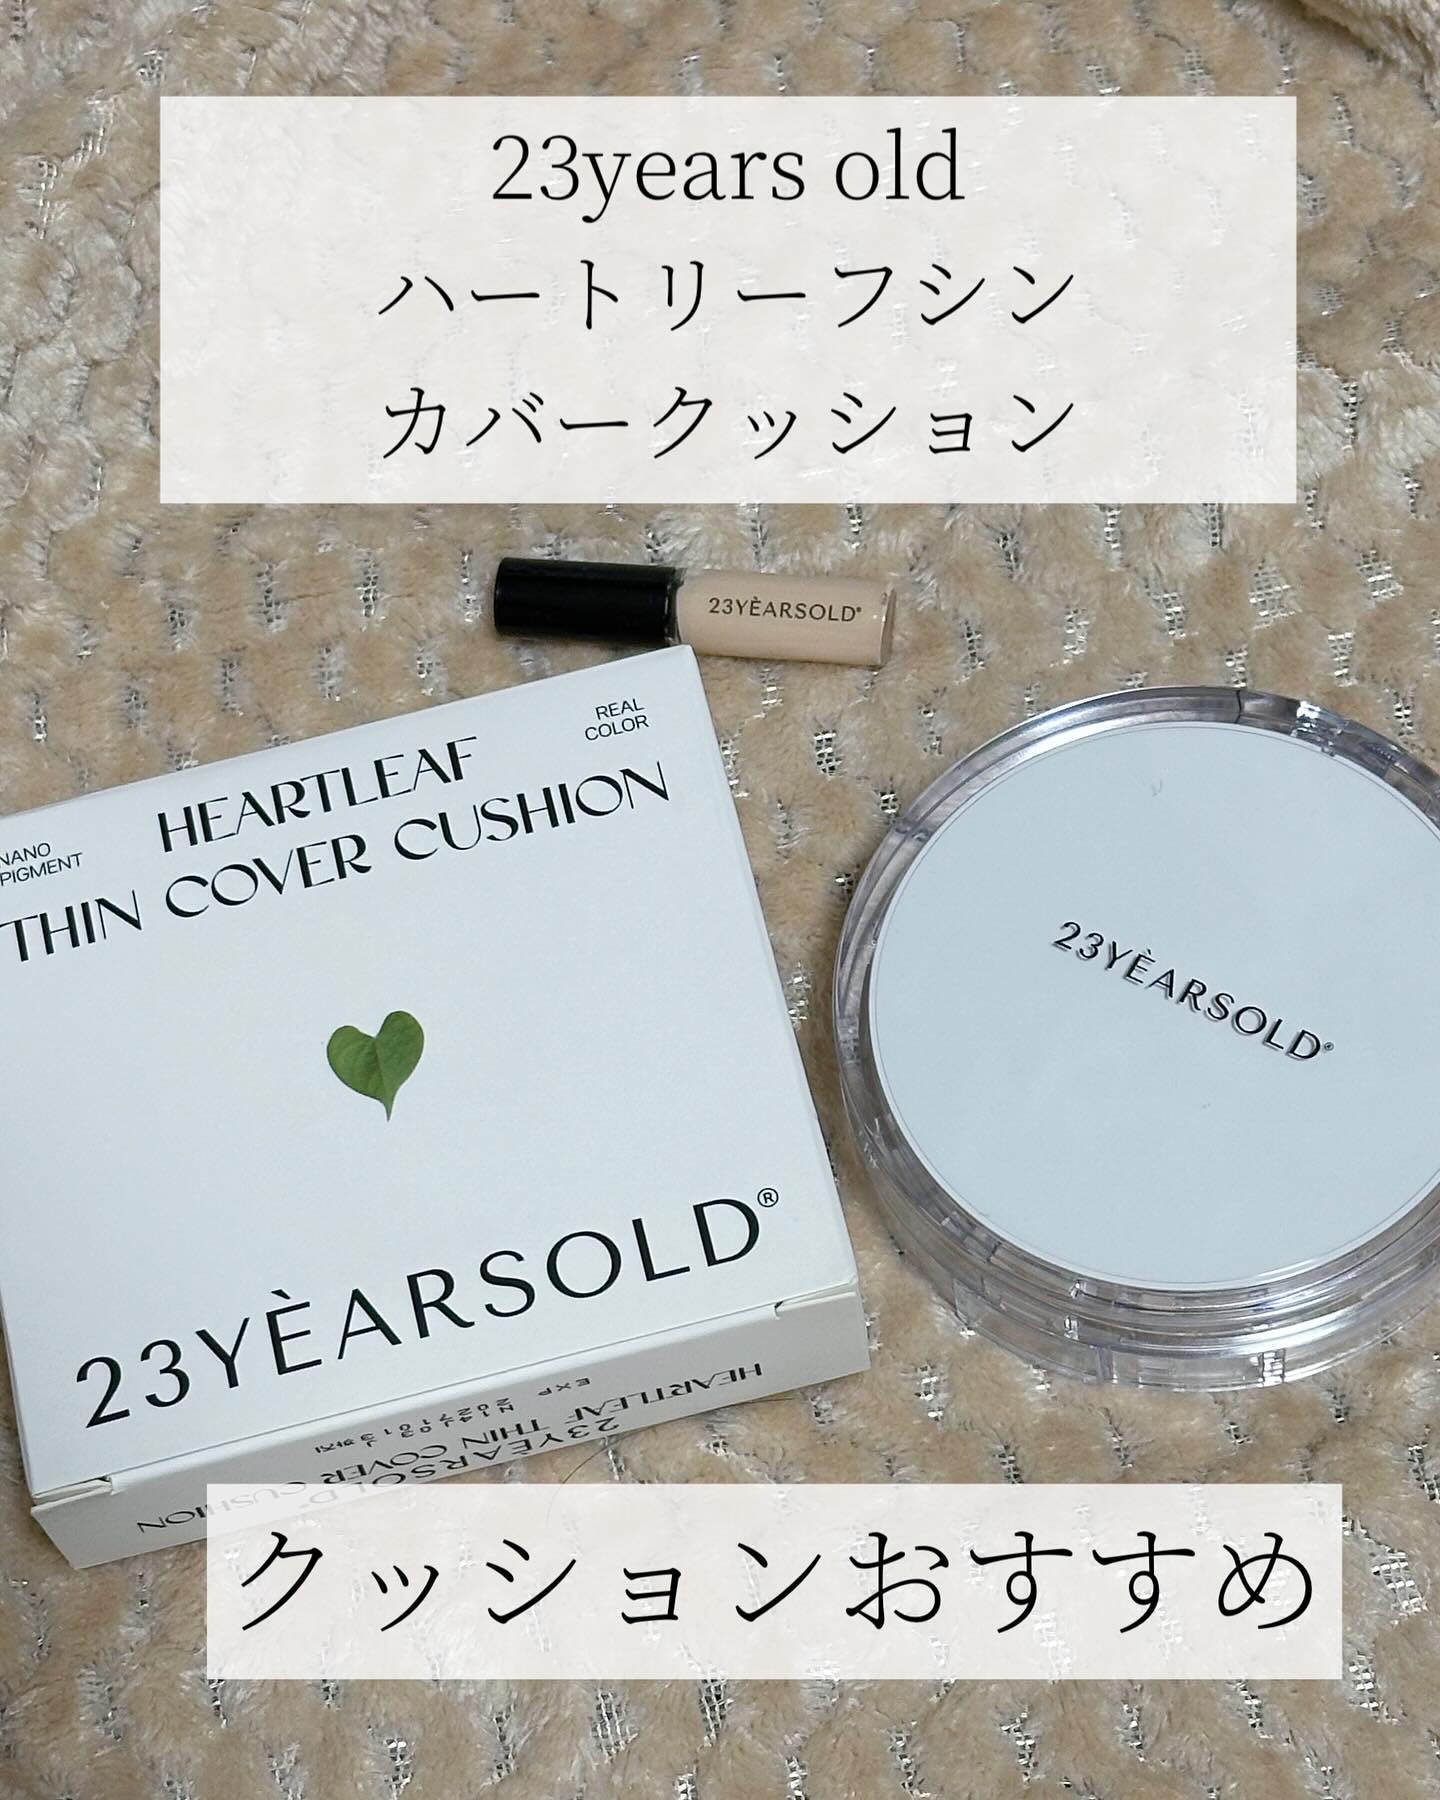 23years old
ハートリーフシン
カバークッション
23YÈARSOLD®
REAL
COLOR
HEARTLEAF
THIN COVER CUSHION
NANO
PIGMENT
23YÈARSOLD®
23YÈARSOLD®
HEARTLEAF THIN COVER CUSHION
23YÈARSOLD®
EXP
クッションおすすめ